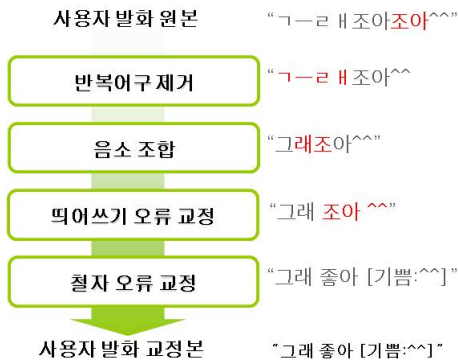 사용자 발화 원본 “ㄱㅡㄹㅐ조아조아^^”
반복어구 제거 “ㄱㅡㄹㅐ조아^^
음소 조합 “그래조아^^”
띄어쓰기 오류 교정 “그래 조아 ^^”
철자 오류 교정 “그래 좋아 [기쁨:^^]”
사용자 발화 교정본 “그래 좋아 [기쁨:^^]”